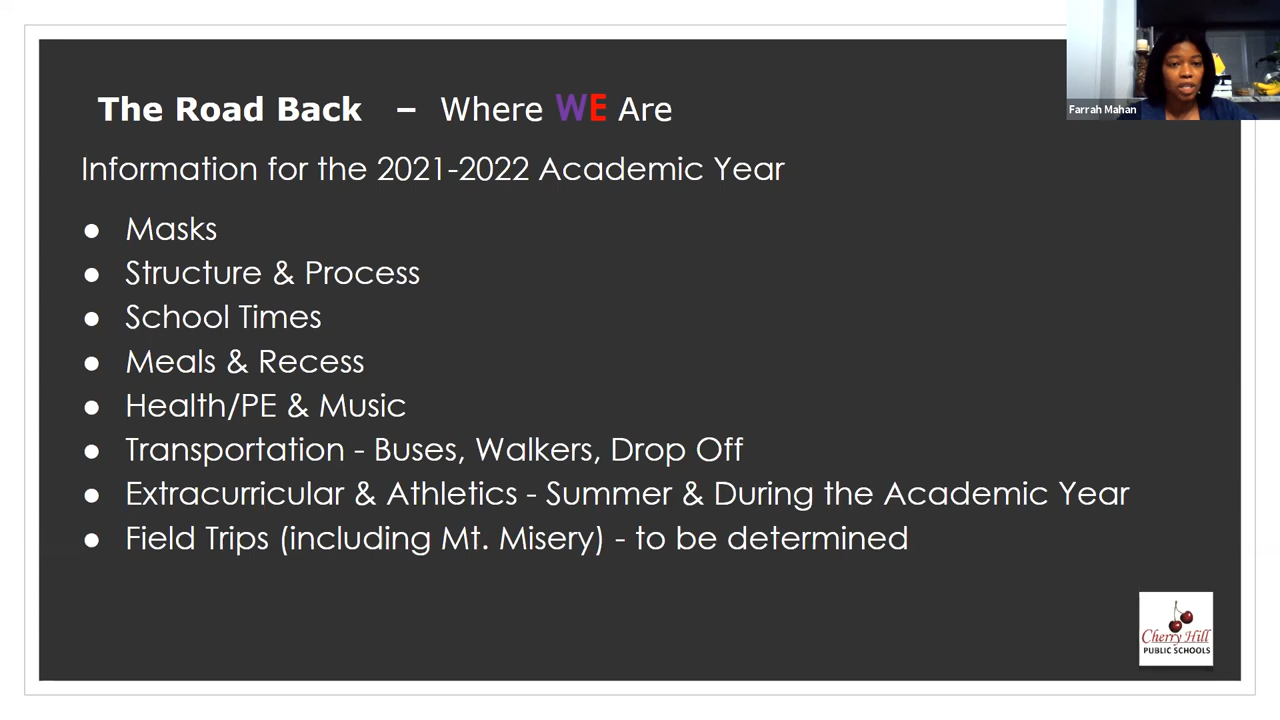 Farrah Mahan
The Road Back – Where WE Are
Information for the 2021-2022 Academic Year
● Masks
● Structure & Process
● School Times
● Meals & Recess
● Health/PE & Music
● Transportation - Buses, Walkers, Drop Off
● Extracurricular & Athletics - Summer & During the Academic Year
● Field Trips (including Mt. Misery) - to be determined
Cherry Hill
PUBLIC SCHOOLS